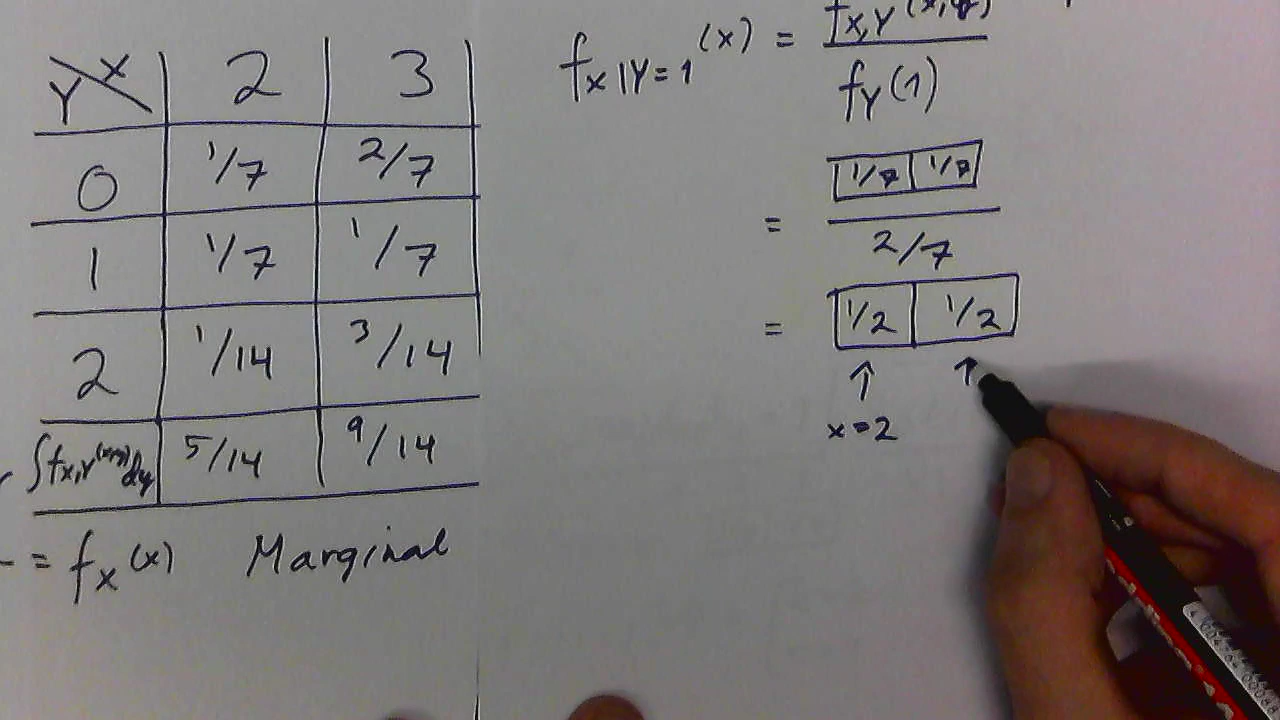 Y X 2 3
0 1/7 2/7
1 1/7 1/7
2 1/14 3/14
∫fX,Y(x,y)dy 5/14 9/14
= fX(x) Marginal
fX|Y=1(x) = fX,Y(x,y) / fY(1)
= 1/7 1/7 / 2/7
= 1/2 1/2
↑ ↑
x=2